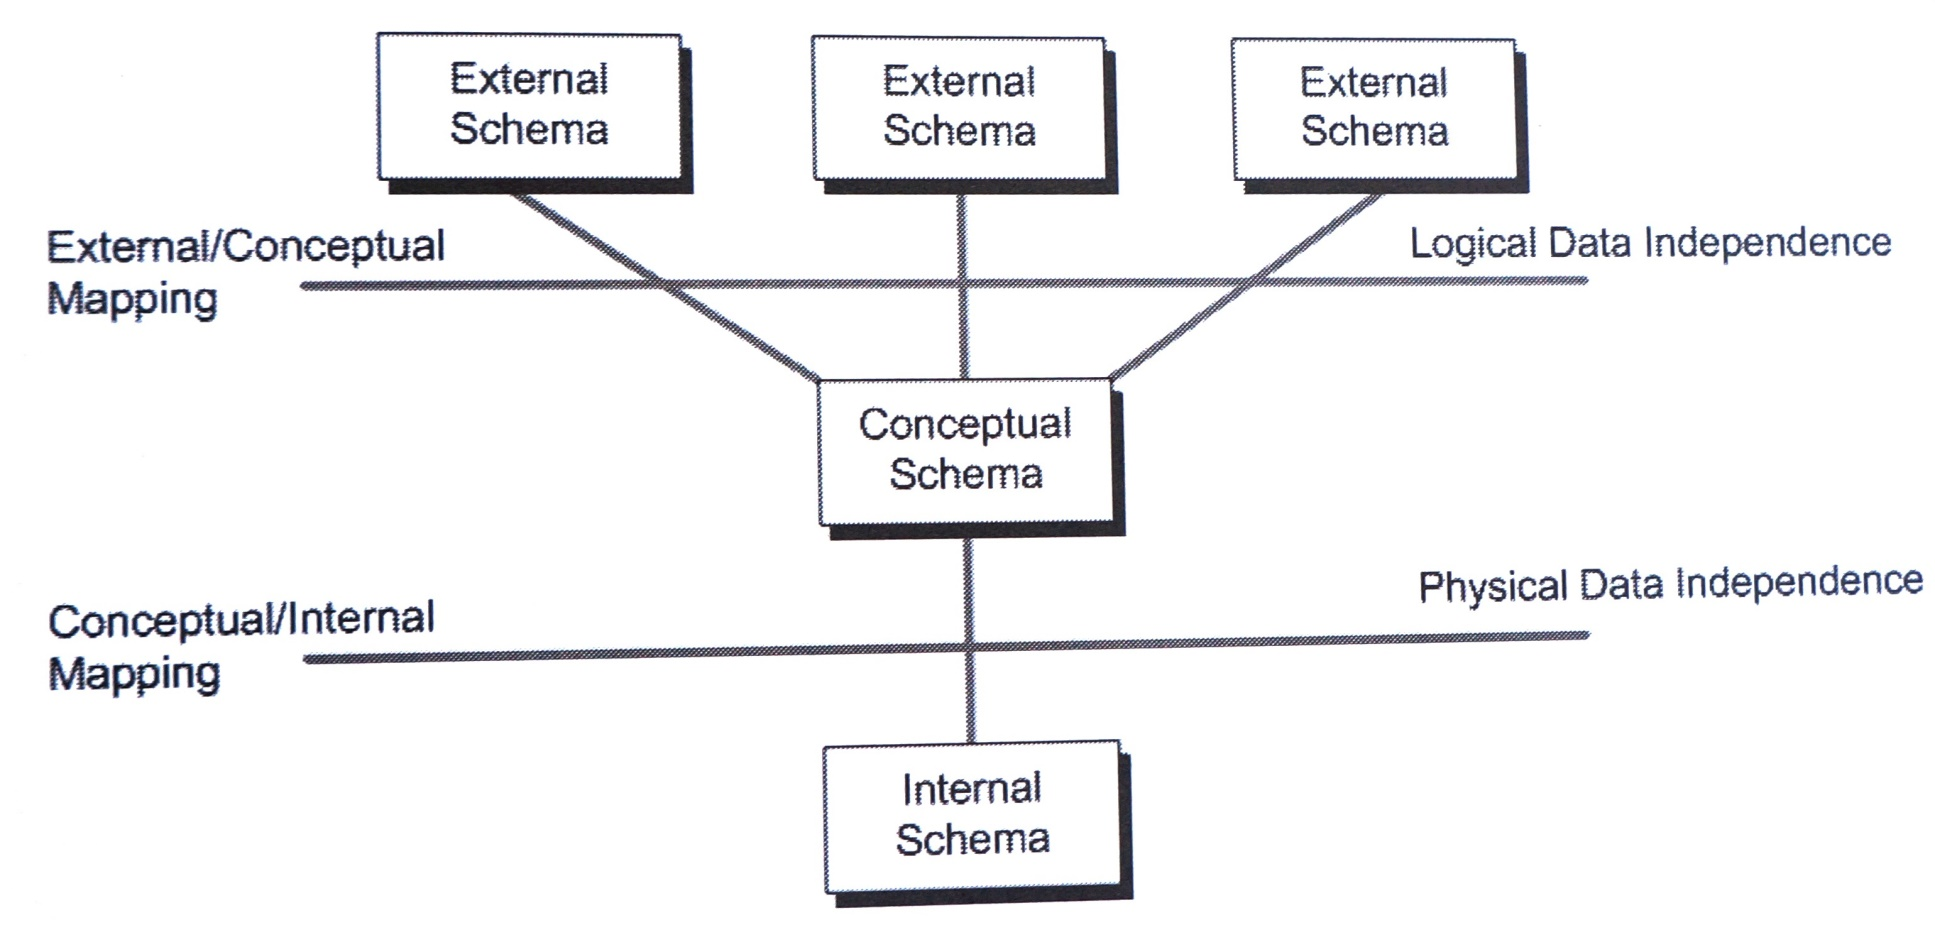 External
Schema
External
Schema
External
Schema
External/Conceptual
Mapping
Logical Data Independence
Conceptual
Schema
Physical Data Independence
Conceptual/Internal
Mapping
Internal
Schema